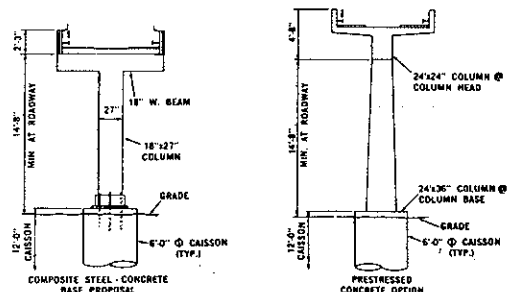 2'-3"
14'-8"
MIN. AT ROADWAY
12'-0"
CAISSON
27"
18" W. BEAM
18"x27"
COLUMN
GRADE
6'-0" Φ CAISSON
(TYP.)
COMPOSITE STEEL - CONCRETE
BASE PROPOSAL
4'-8"
14'-8"
MIN. AT ROADWAY
12'-0"
CAISSON
24"x24" COLUMN @
COLUMN HEAD
24"x36" COLUMN @
COLUMN BASE
GRADE
6'-0" Φ CAISSON
(TYP.)
PRESTRESSED
CONCRETE OPTION